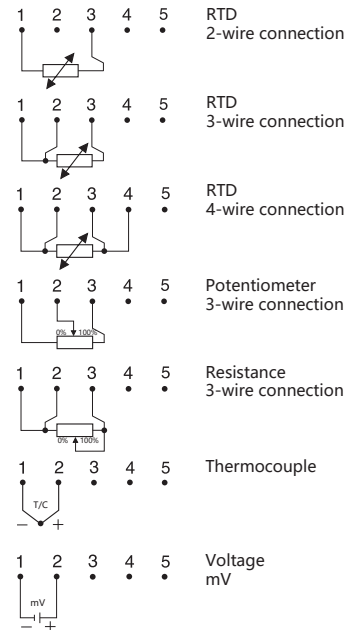 1 2 3 4 5 RTD
2-wire connection
1 2 3 4 5 RTD
3-wire connection
1 2 3 4 5 RTD
4-wire connection
1 2 3 4 5 Potentiometer
3-wire connection
0% 100%
1 2 3 4 5 Resistance
3-wire connection
0% 100%
1 2 3 4 5 Thermocouple
T/C
− +
1 2 3 4 5 Voltage
mV
mV
− +